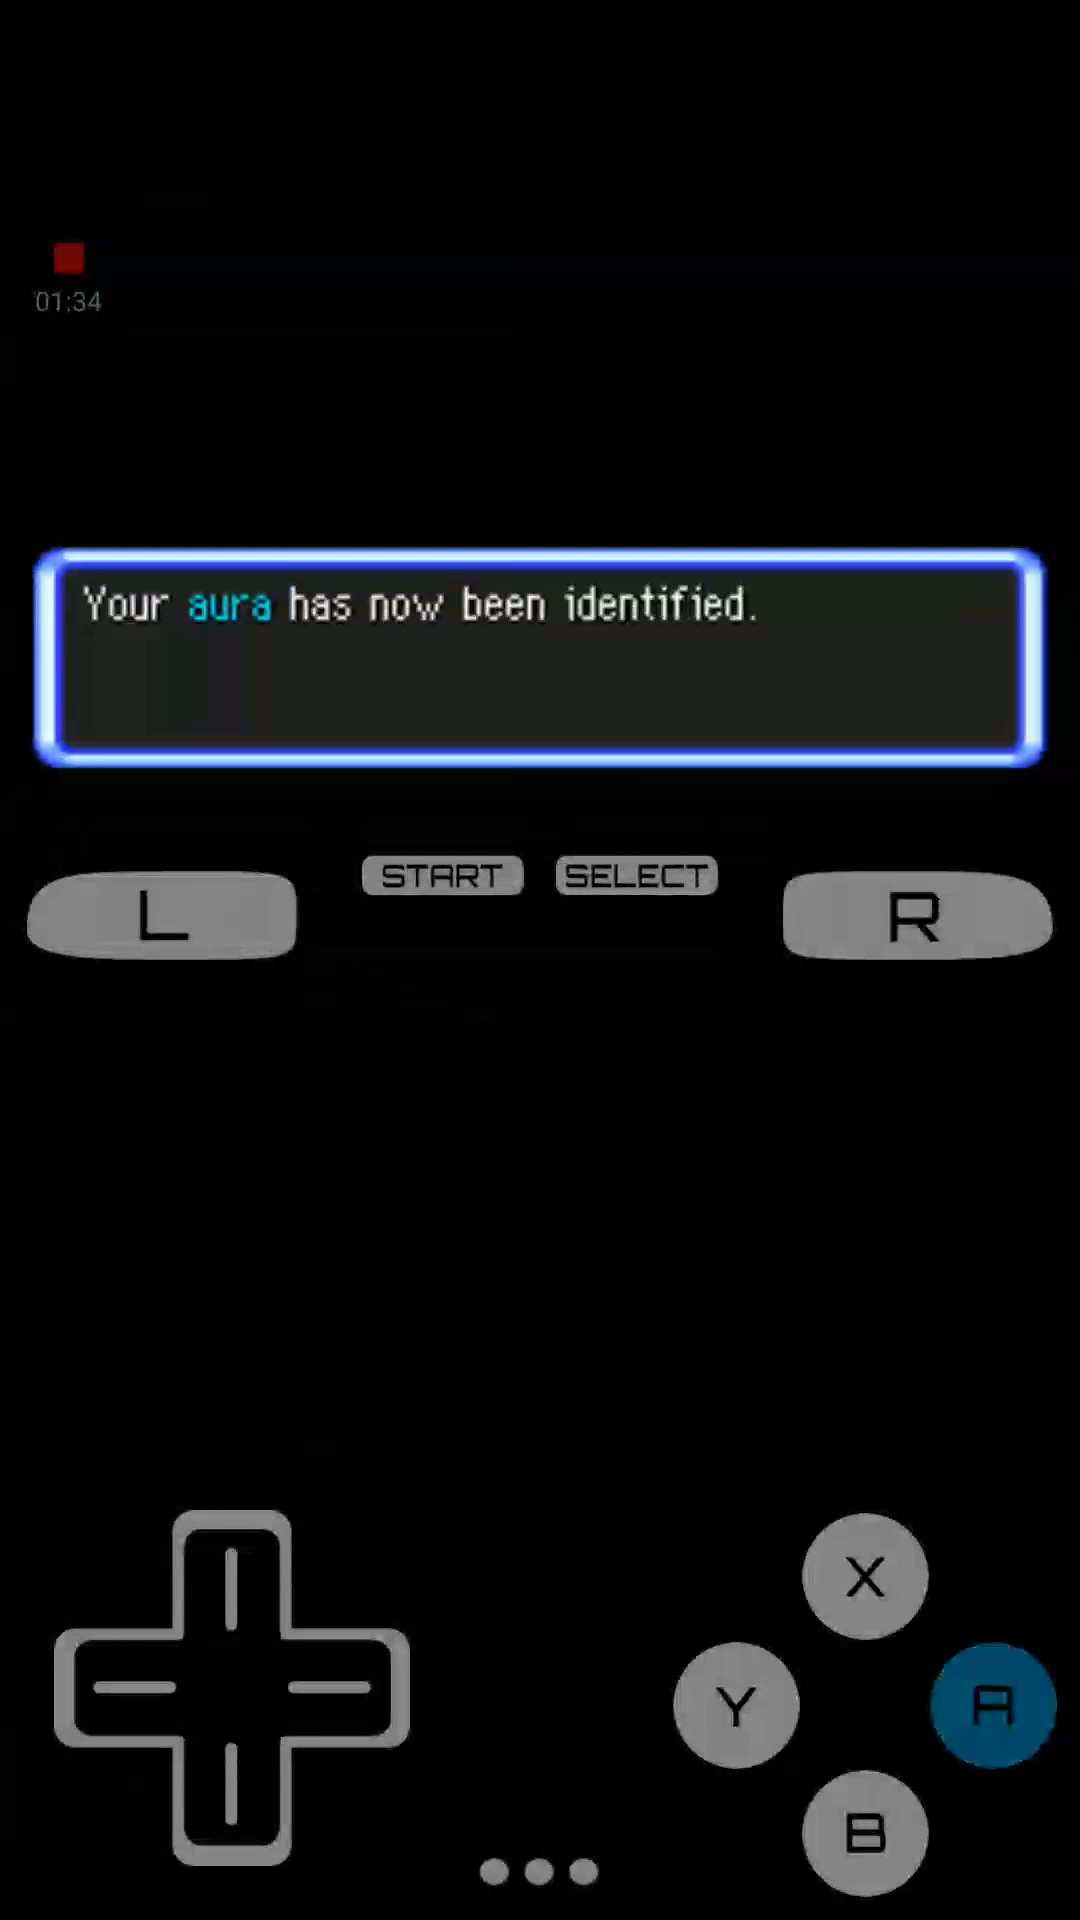 01:34
Your aura has now been identified.
START SELECT
L R
X
Y A
B